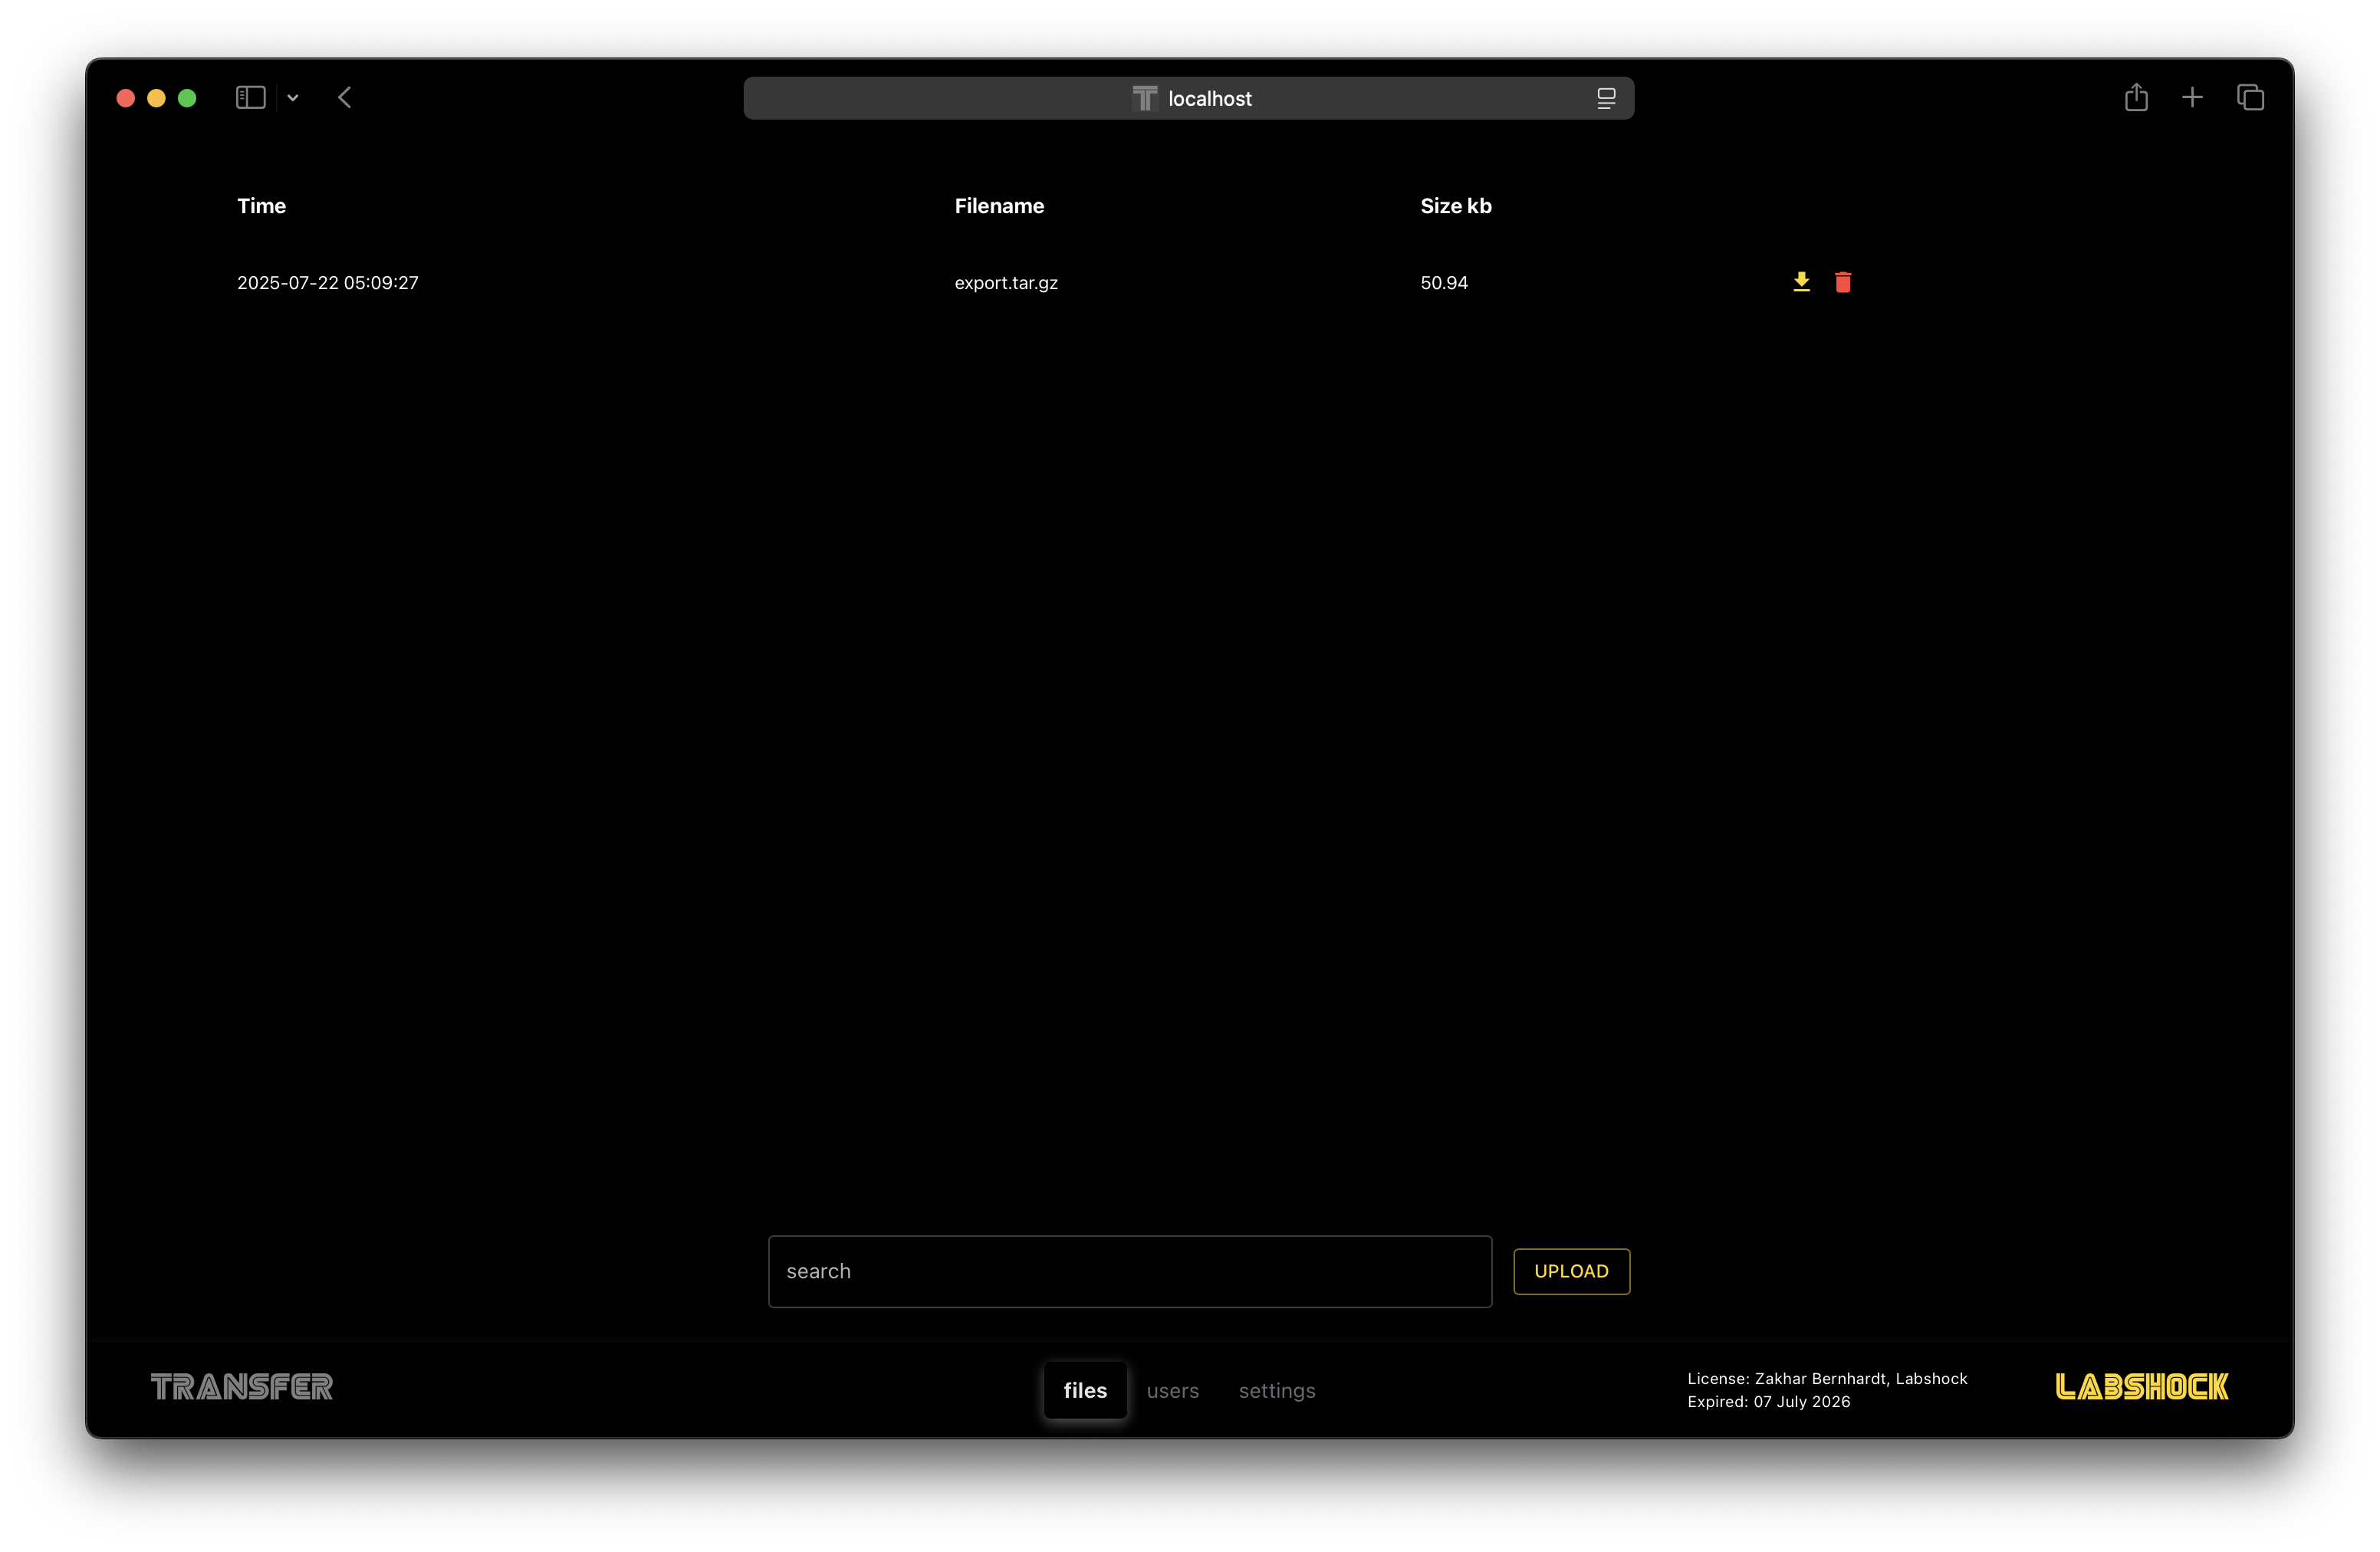 localhost
Time Filename Size kb
2025-07-22 05:09:27 export.tar.gz 50.94
search UPLOAD
TRANSFER files users settings License: Zakhar Bernhardt, Labshock LABSHOCK
Expired: 07 July 2026